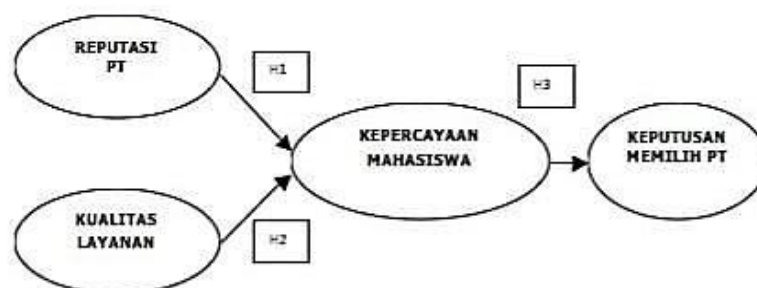 REPUTASI
PT
H1
H3
KEPERCAYAAN
MAHASISWA
KEPUTUSAN
MEMILIH PT
KUALITAS
LAYANAN
H2